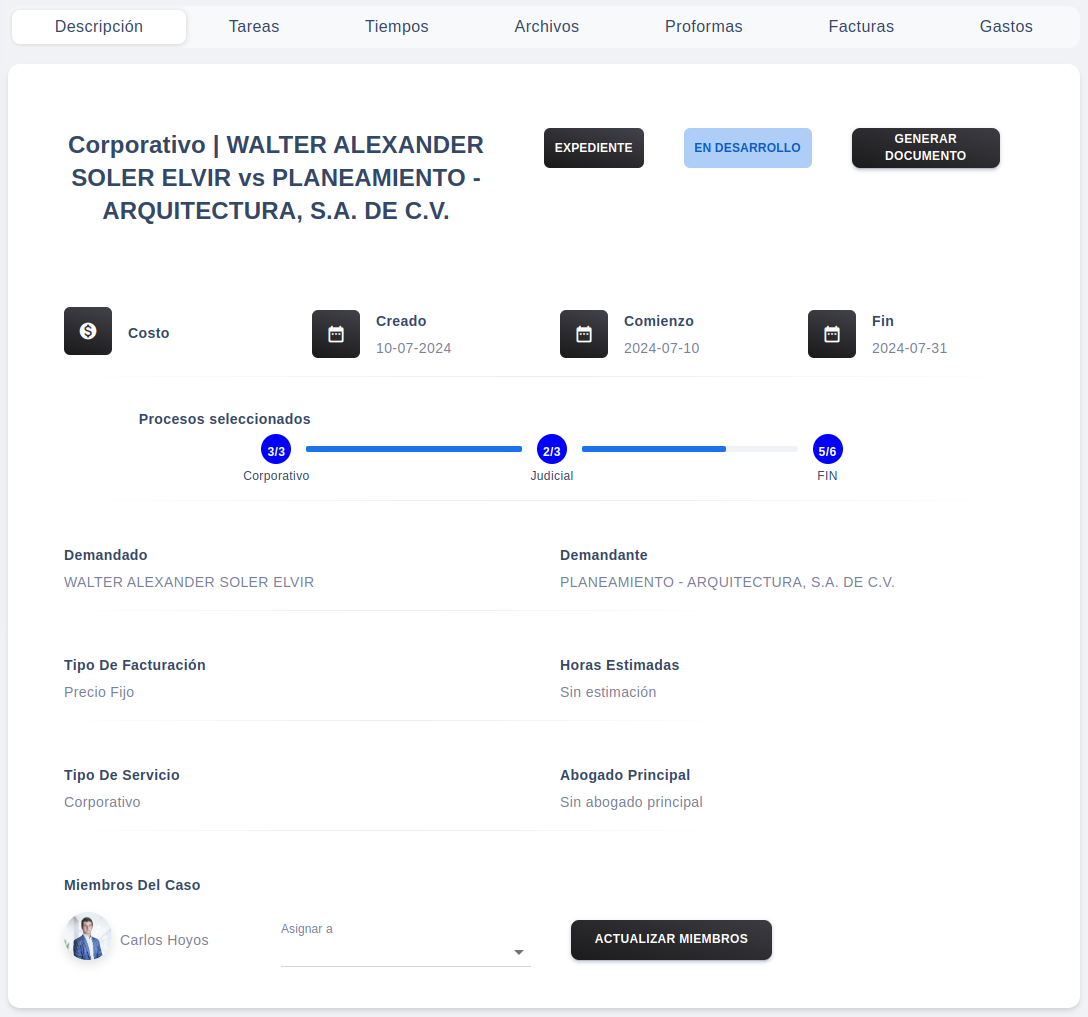 Descripción
Tareas
Tiempos
Archivos
Proformas
Facturas
Gastos
Corporativo | WALTER ALEXANDER
SOLER ELVIR vs PLANEAMIENTO -
ARQUITECTURA, S.A. DE C.V.
EXPEDIENTE
EN DESARROLLO
GENERAR
DOCUMENTO
Costo
Creado
10-07-2024
Comienzo
2024-07-10
Fin
2024-07-31
Procesos seleccionados
3/3
Corporativo
2/3
Judicial
5/6
FIN
Demandado
WALTER ALEXANDER SOLER ELVIR
Demandante
PLANEAMIENTO - ARQUITECTURA, S.A. DE C.V.
Tipo De Facturación
Precio Fijo
Horas Estimadas
Sin estimación
Tipo De Servicio
Corporativo
Abogado Principal
Sin abogado principal
Miembros Del Caso
Carlos Hoyos
Asignar a
ACTUALIZAR MIEMBROS